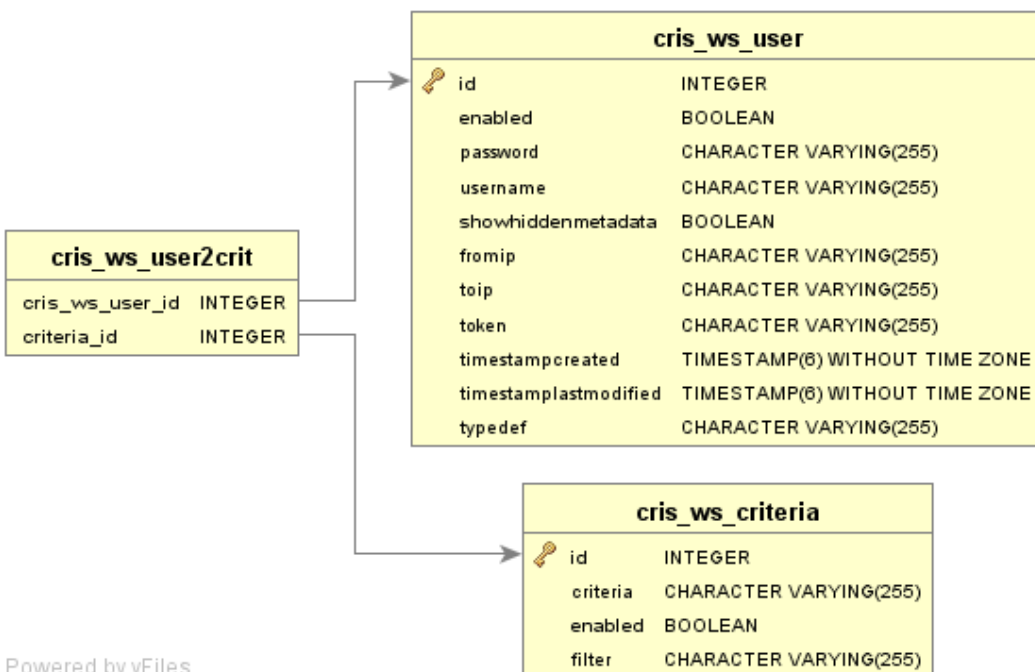 cris_ws_user
id INTEGER
enabled BOOLEAN
password CHARACTER VARYING(255)
username CHARACTER VARYING(255)
showhiddenmetadata BOOLEAN
fromip CHARACTER VARYING(255)
toip CHARACTER VARYING(255)
token CHARACTER VARYING(255)
timestampcreated TIMESTAMP(6) WITHOUT TIME ZONE
timestamplastmodified TIMESTAMP(6) WITHOUT TIME ZONE
typedef CHARACTER VARYING(255)
cris_ws_user2crit
cris_ws_user_id INTEGER
criteria_id INTEGER
cris_ws_criteria
id INTEGER
criteria CHARACTER VARYING(255)
enabled BOOLEAN
filter CHARACTER VARYING(255)
Powered by yFiles